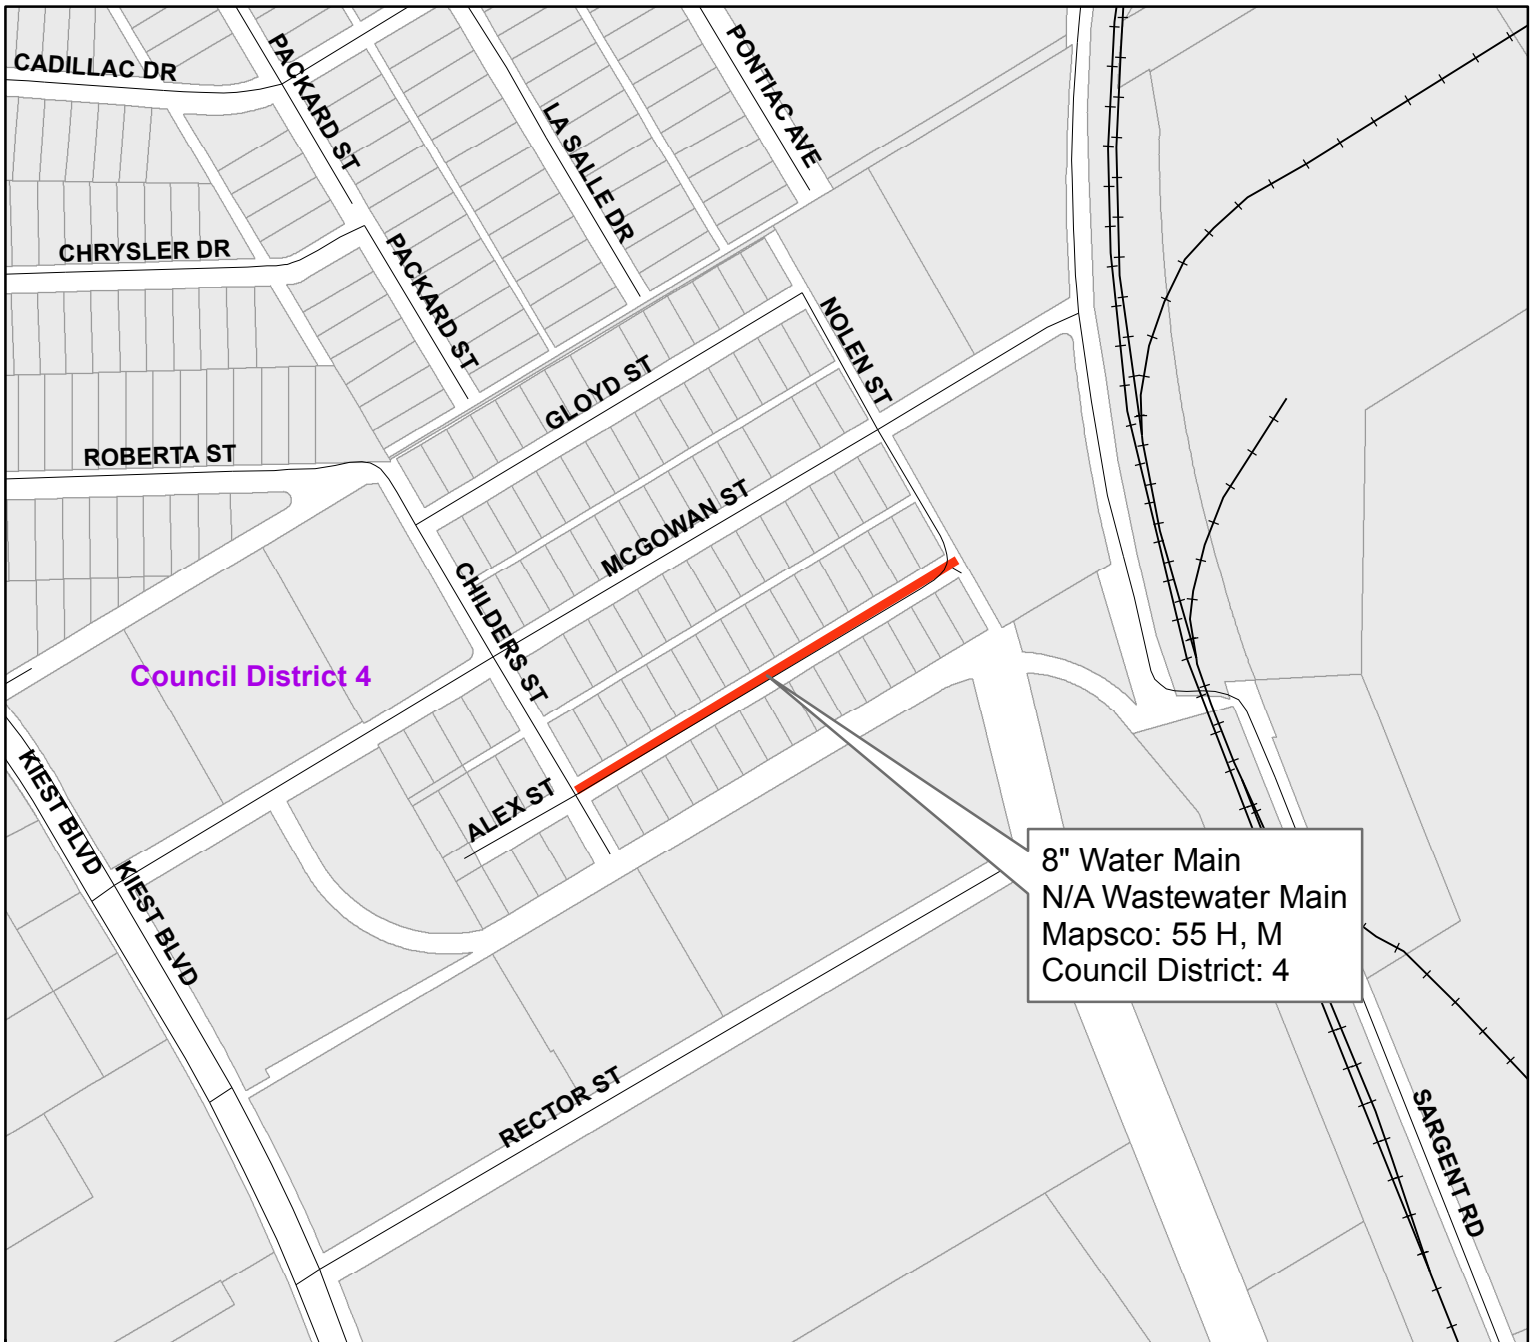 PONTIAC AVE
PACKARD ST
CADILLAC DR
LA SALLE DR
CHRYSLER DR
PACKARD ST
NOLEN ST
GLOYD ST
ROBERTA ST
MCGOWAN ST
CHILDERS ST
Council District 4
KIEST BLVD
ALEX ST
KIEST BLVD
8" Water Main
N/A Wastewater Main
Mapsco: 55 H, M
Council District: 4
RECTOR ST
SARGENT RD